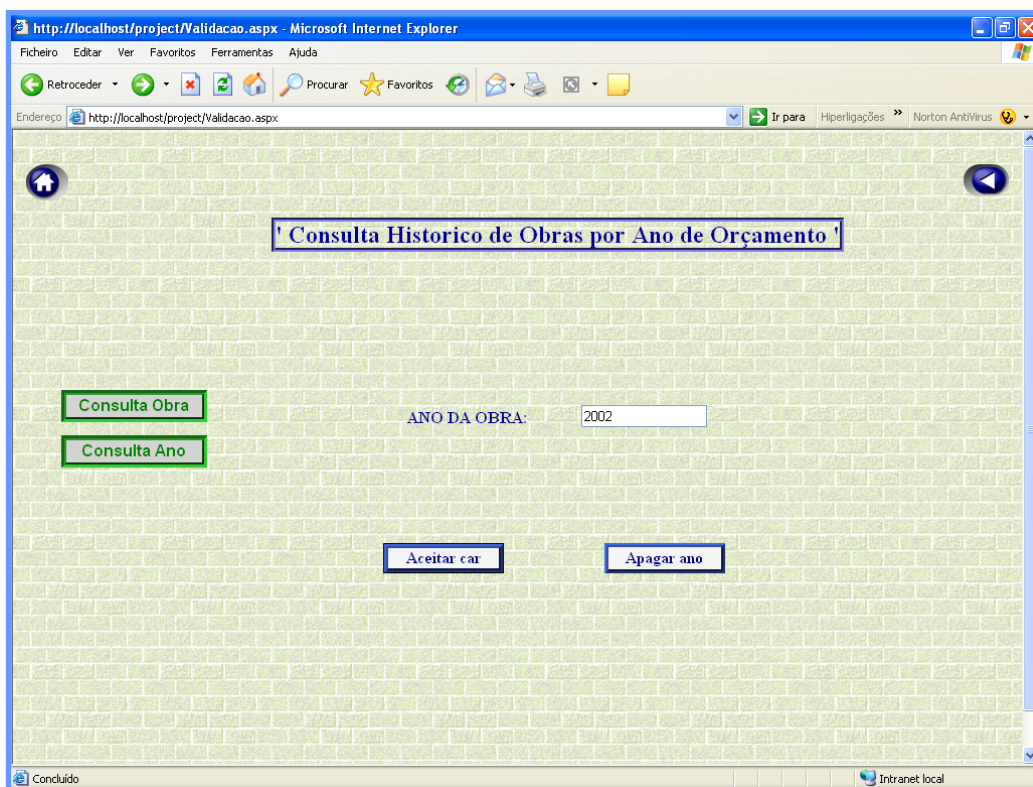 http://localhost/project/Validacao.aspx - Microsoft Internet Explorer
Ficheiro Editar Ver Favoritos Ferramentas Ajuda
Retroceder Procurar Favoritos
Endereço http://localhost/project/Validacao.aspx Ir para Hiperligações » Norton AntiVirus
' Consulta Historico de Obras por Ano de Orçamento '
Consulta Obra
ANO DA OBRA: 2002
Consulta Ano
Aceitar car Apagar ano
Concluído Intranet local